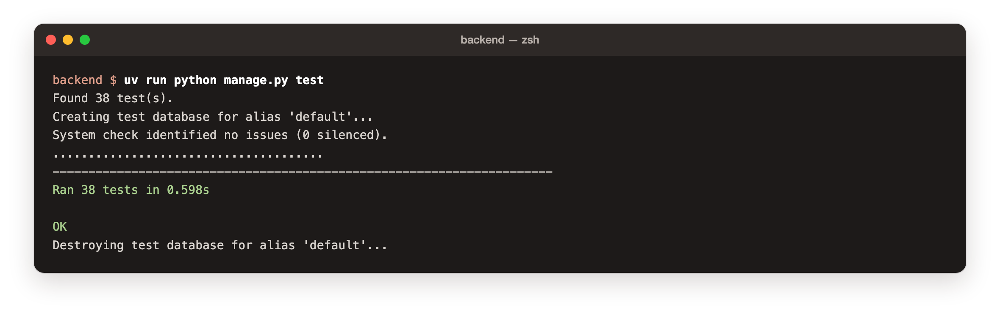 backend — zsh
backend $ uv run python manage.py test
Found 38 test(s).
Creating test database for alias 'default'...
System check identified no issues (0 silenced).
......................................
----------------------------------------------------------------------
Ran 38 tests in 0.598s
OK
Destroying test database for alias 'default'...